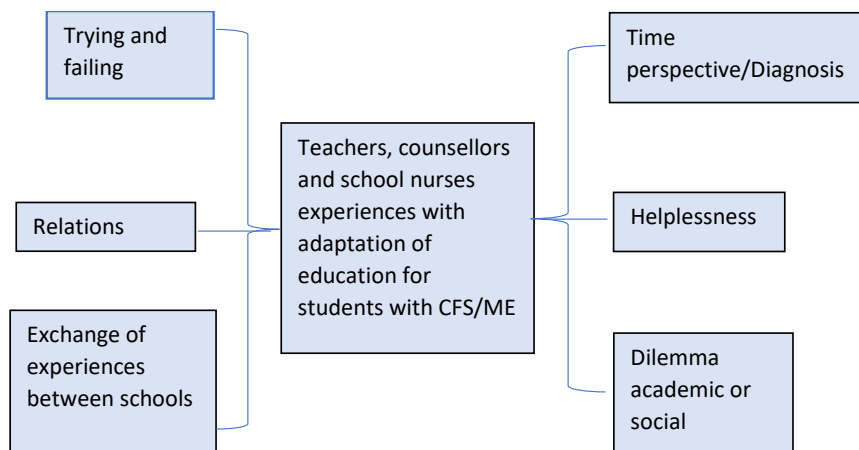 Trying and
failing
Relations
Exchange of
experiences
between schools
Teachers, counsellors
and school nurses
experiences with
adaptation of
education for
students with CFS/ME
Time
perspective/Diagnosis
Helplessness
Dilemma
academic or
social